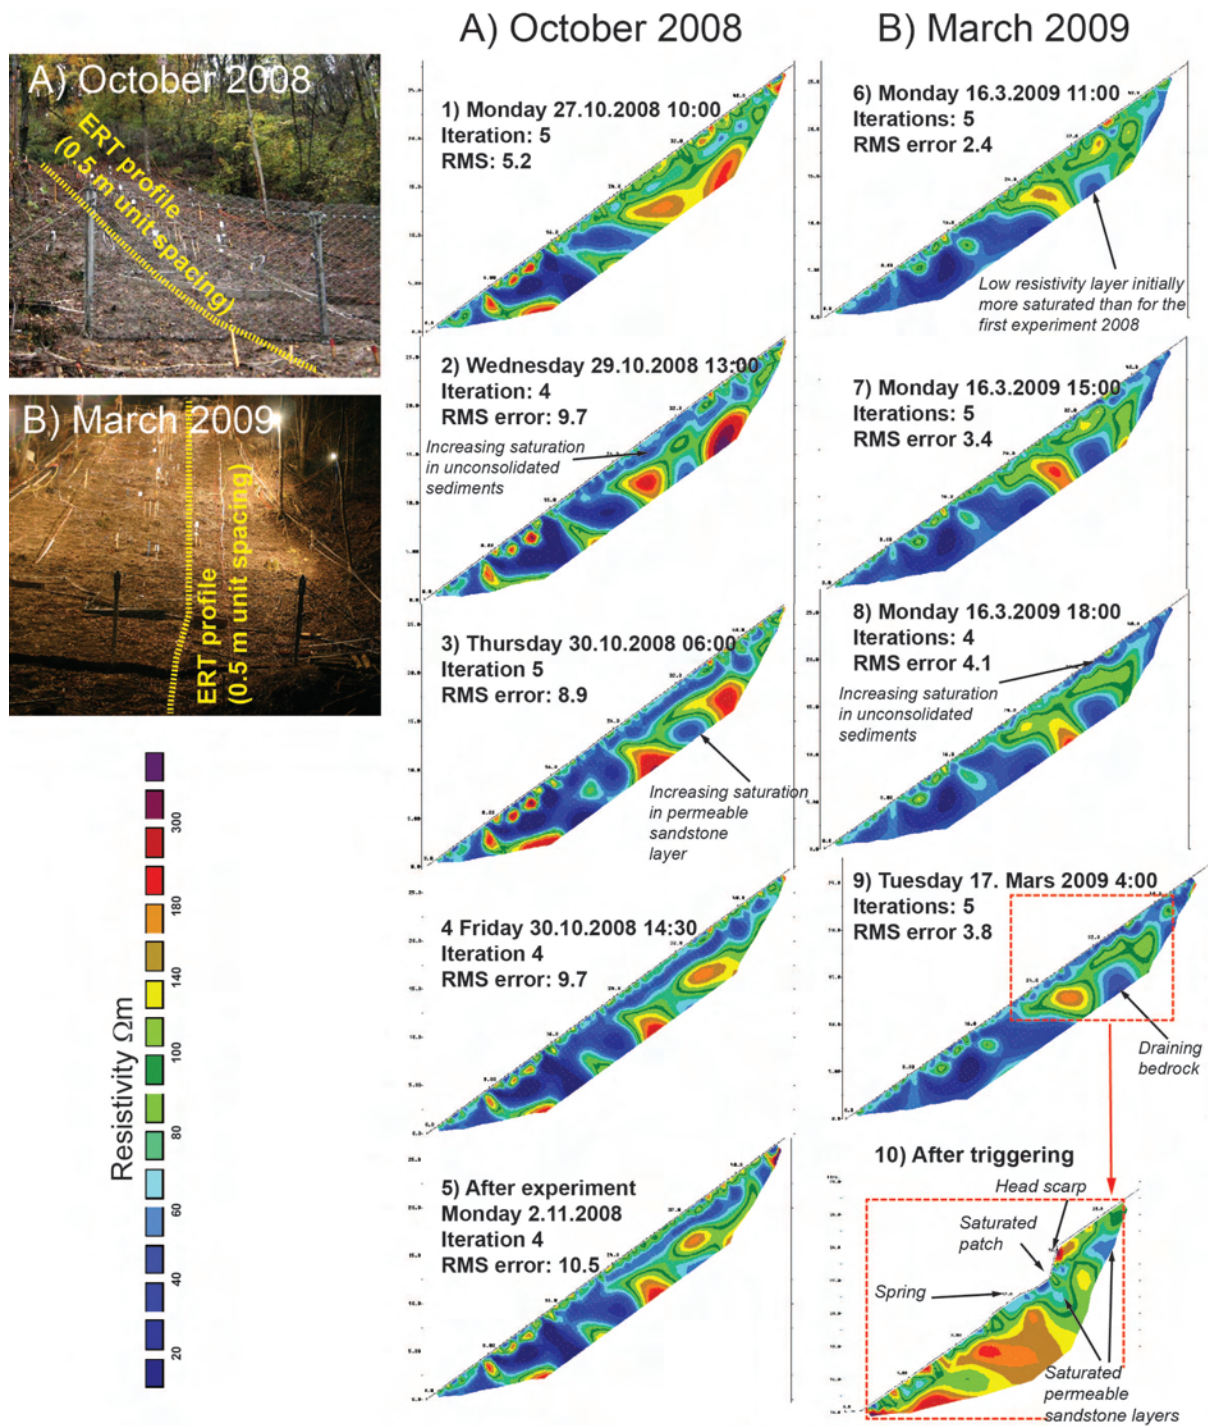 A) October 2008
B) March 2009
A) October 2008
ERT profile
(0.5 m unit spacing)
B) March 2009
ERT profile
(0.5 m unit spacing)
Resistivity Ωm
300
180
140
100
80
60
40
20
1) Monday 27.10.2008 10:00
Iteration: 5
RMS: 5.2
2) Wednesday 29.10.2008 13:00
Iteration: 4
RMS error: 9.7
Increasing saturation
in unconsolidated
sediments
3) Thursday 30.10.2008 06:00
Iteration 5
RMS error: 8.9
Increasing saturation
in permeable
sandstone
layer
4 Friday 30.10.2008 14:30
Iteration 4
RMS error: 9.7
5) After experiment
Monday 2.11.2008
Iteration 4
RMS error: 10.5
6) Monday 16.3.2009 11:00
Iterations: 5
RMS error 2.4
Low resistivity layer initially
more saturated than for the
first experiment 2008
7) Monday 16.3.2009 15:00
Iterations: 5
RMS error 3.4
8) Monday 16.3.2009 18:00
Iterations: 4
RMS error 4.1
Increasing saturation
in unconsolidated
sediments
9) Tuesday 17. Mars 2009 4:00
Iterations: 5
RMS error 3.8
Draining
bedrock
10) After triggering
Head scarp
Saturated
patch
Spring
Saturated
permeable
sandstone layers